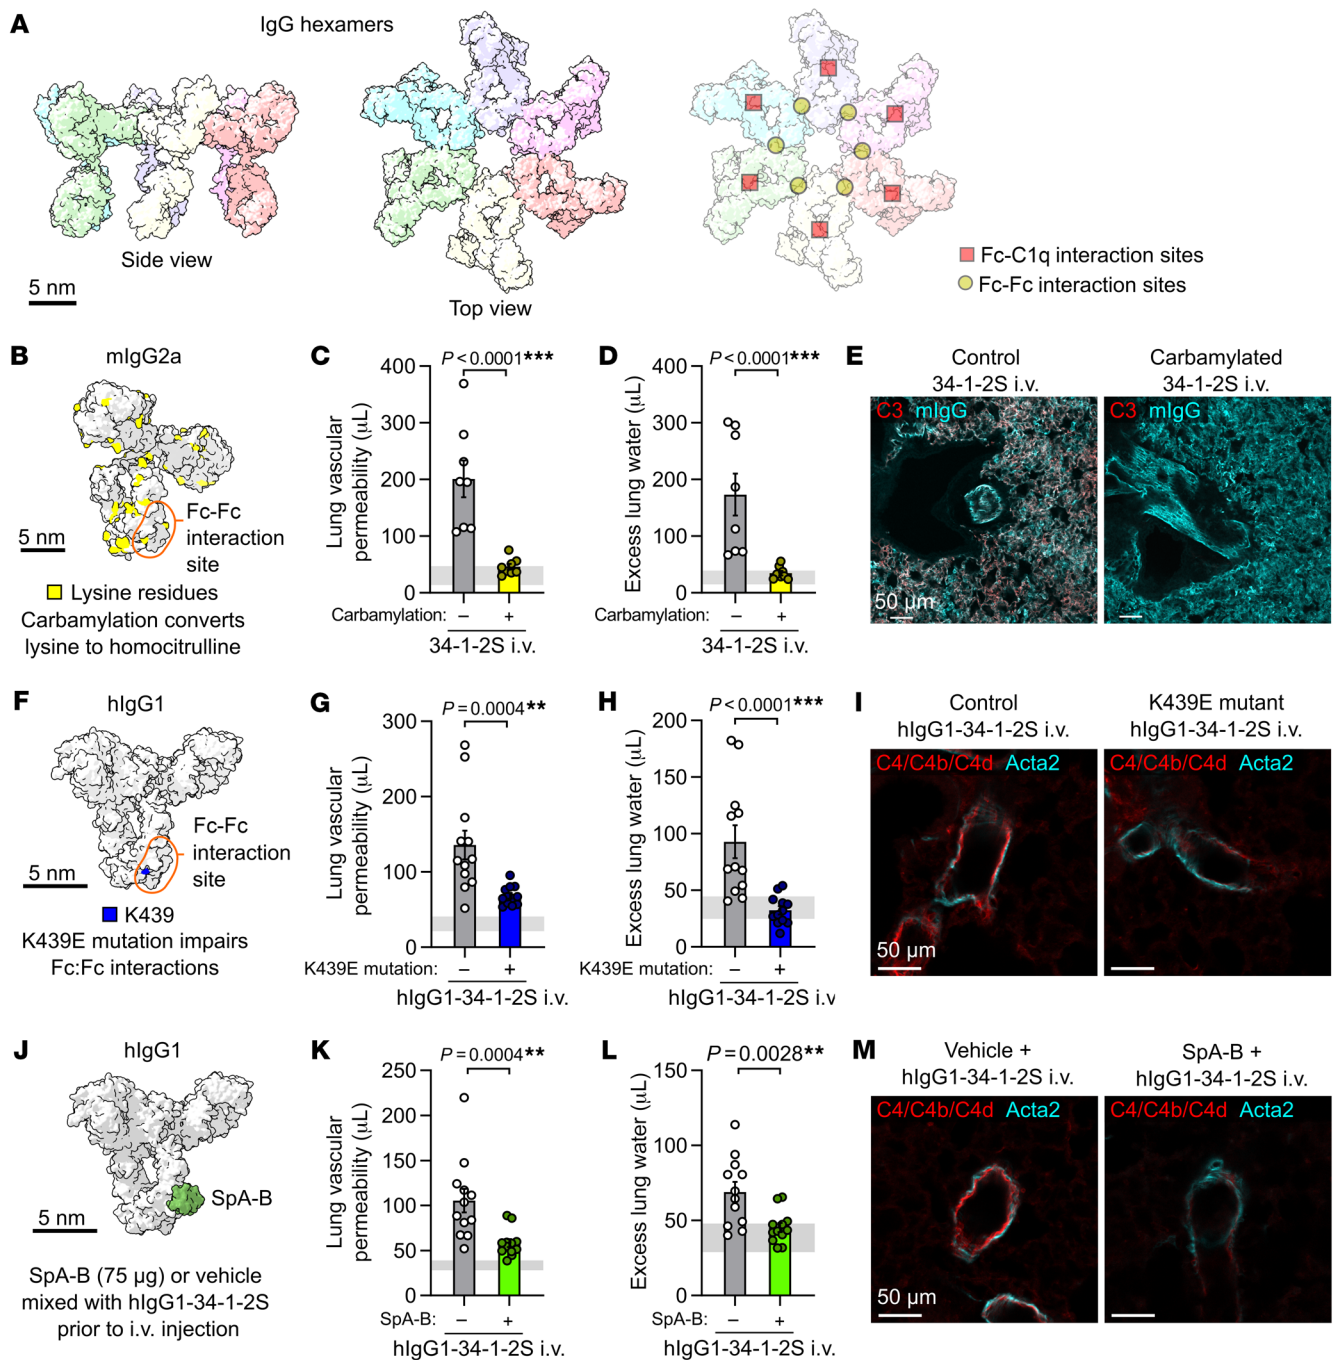 A
IgG hexamers
Side view
5 nm
Top view
Fc-C1q interaction sites
Fc-Fc interaction sites
B
mIgG2a
Fc-Fc
interaction
site
5 nm
Lysine residues
Carbamylation converts
lysine to homocitrulline
C
P < 0.0001***
Lung vascular
permeability (µL)
400
300
200
100
0
Carbamylation: – +
34-1-2S i.v.
D
P < 0.0001***
Excess lung water (µL)
400
300
200
100
0
Carbamylation: – +
34-1-2S i.v.
E
Control
34-1-2S i.v.
C3 mIgG
50 µm
Carbamylated
34-1-2S i.v.
C3 mIgG
F
hIgG1
Fc-Fc
interaction
site
5 nm
K439
K439E mutation impairs
Fc:Fc interactions
G
P = 0.0004**
Lung vascular
permeability (µL)
300
200
100
0
K439E mutation: – +
hIgG1-34-1-2S i.v.
H
P < 0.0001***
Excess lung water (µL)
200
150
100
50
0
K439E mutation: – +
hIgG1-34-1-2S i.v.
I
Control
hIgG1-34-1-2S i.v.
C4/C4b/C4d Acta2
50 µm
K439E mutant
hIgG1-34-1-2S i.v.
C4/C4b/C4d Acta2
J
hIgG1
SpA-B
5 nm
SpA-B (75 µg) or vehicle
mixed with hIgG1-34-1-2S
prior to i.v. injection
K
P = 0.0004**
Lung vascular
permeability (µL)
250
200
150
100
50
0
SpA-B: – +
hIgG1-34-1-2S i.v.
L
P = 0.0028**
Excess lung water (µL)
150
100
50
0
SpA-B: – +
hIgG1-34-1-2S i.v.
M
Vehicle +
hIgG1-34-1-2S i.v.
C4/C4b/C4d Acta2
50 µm
SpA-B +
hIgG1-34-1-2S i.v.
C4/C4b/C4d Acta2